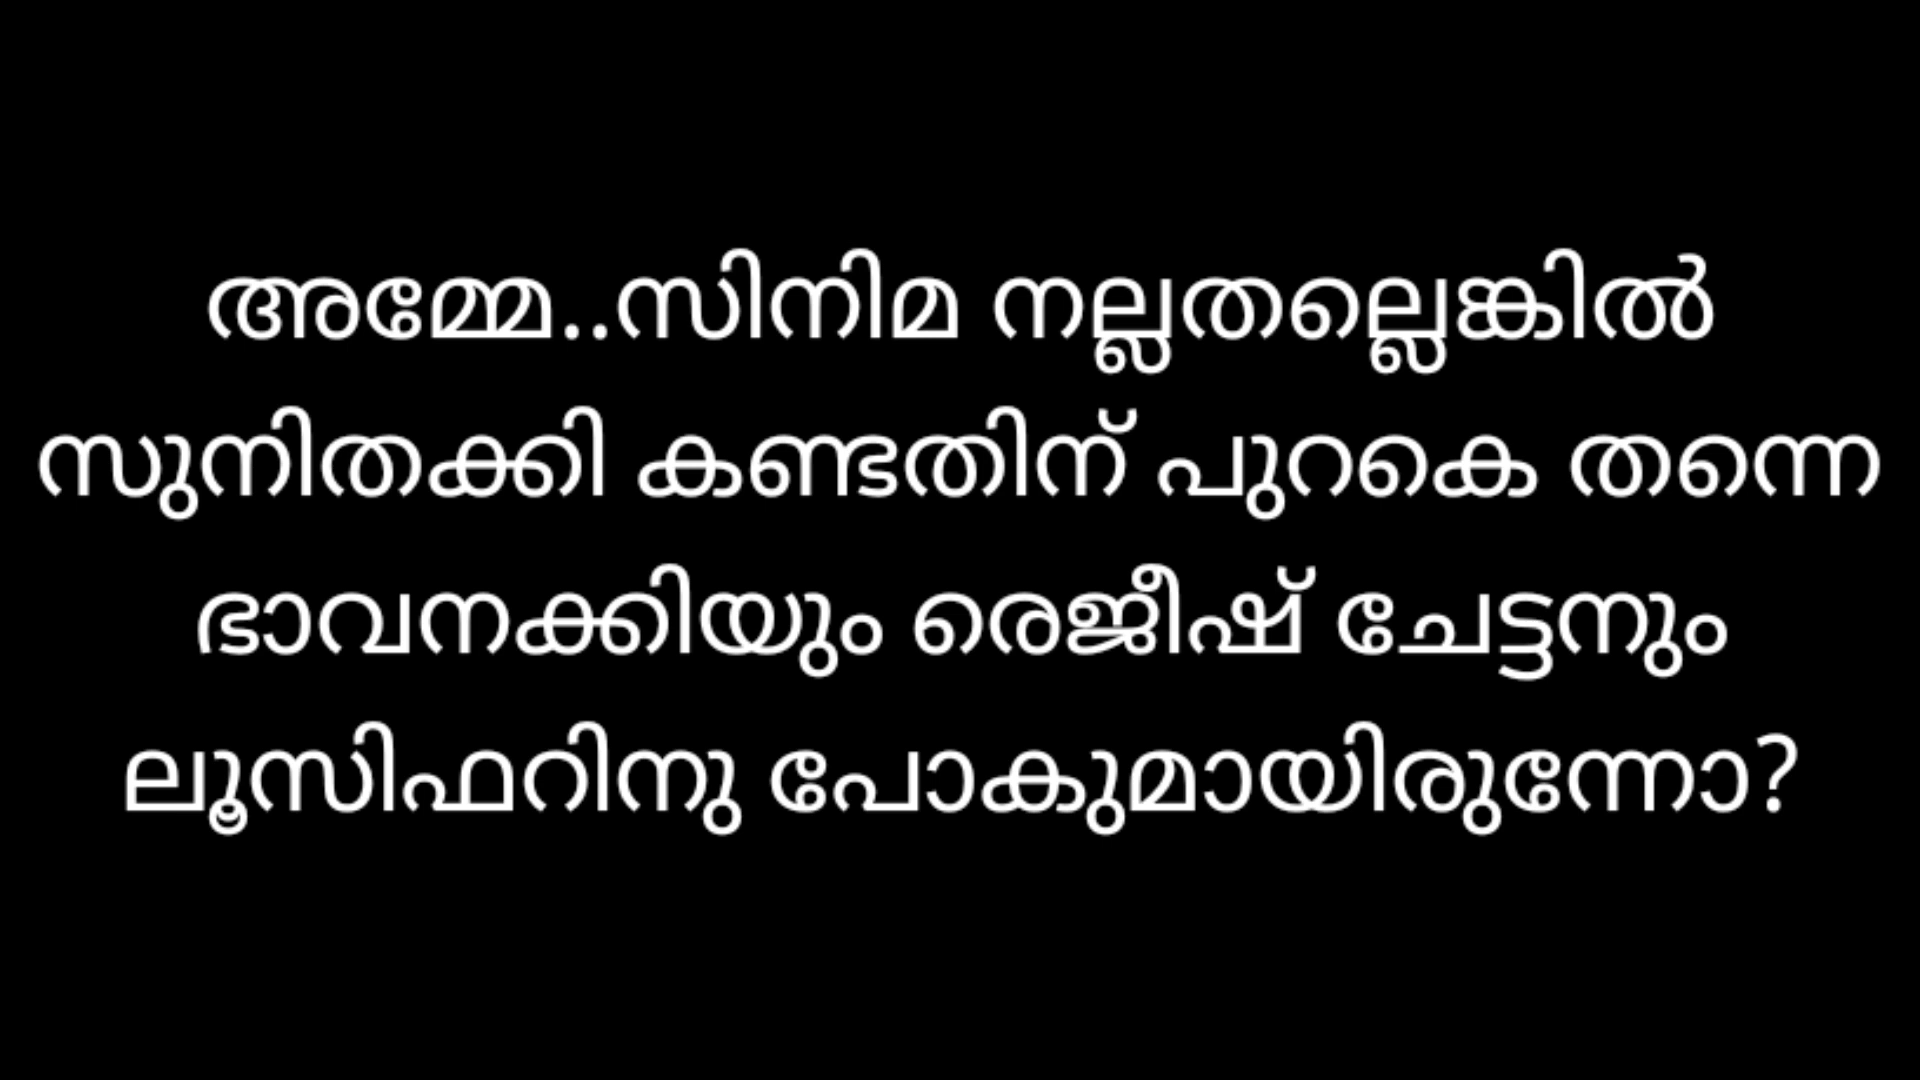 അമ്മേ..സിനിമ നല്ലതല്ലെങ്കിൽ
സുനിതക്കി കണ്ടതിന് പുറകെ തന്നെ
ഭാവനക്കിയും രെജീഷ് ചേട്ടനും
ലൂസിഫറിനു പോകുമായിരുന്നോ?